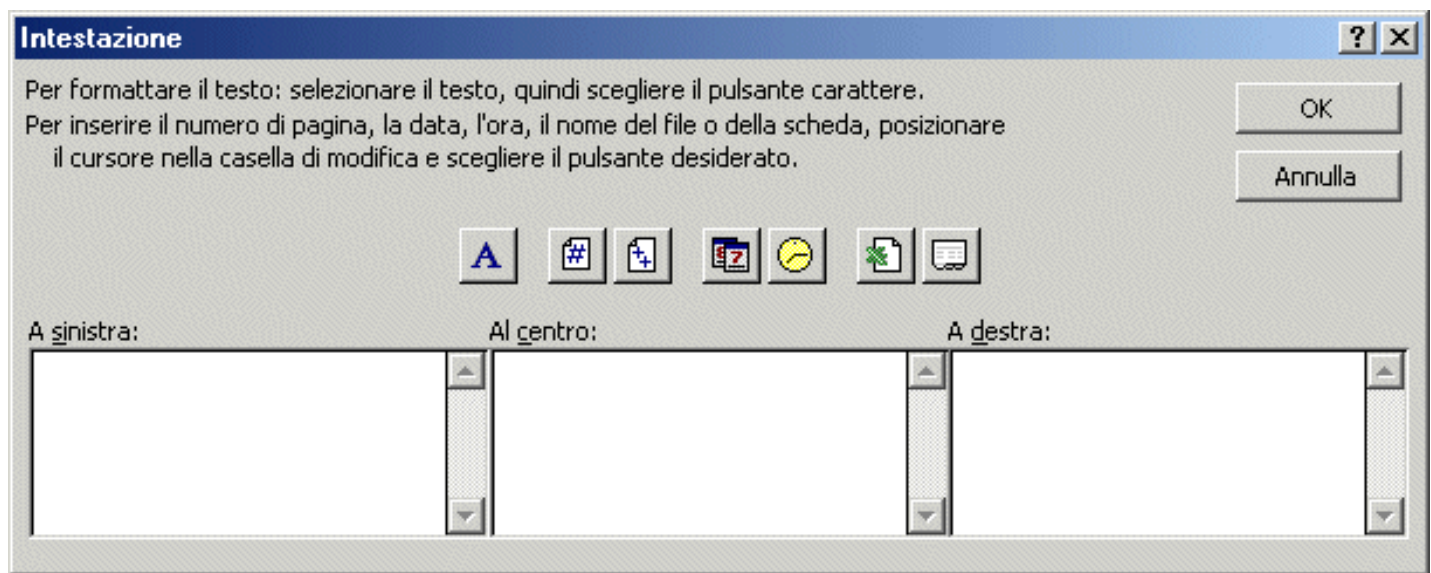 Intestazione
Per formattare il testo: selezionare il testo, quindi scegliere il pulsante carattere.
Per inserire il numero di pagina, la data, l'ora, il nome del file o della scheda, posizionare
il cursore nella casella di modifica e scegliere il pulsante desiderato.
OK
Annulla
A
A sinistra: Al centro: A destra: